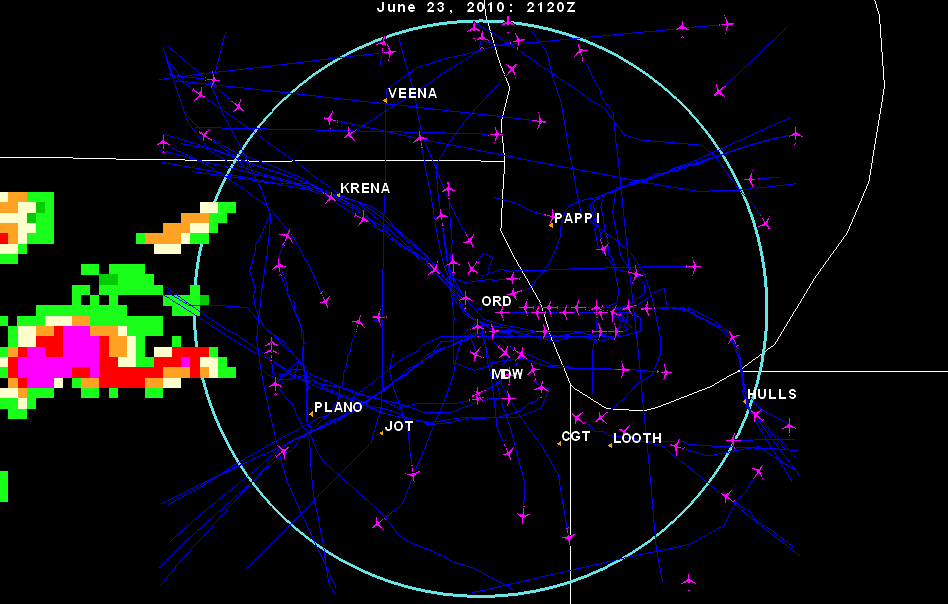 June 23, 2010: 2120Z
VEENA
KRENA
PAPPI
ORD
MDW
HULLS
PLANO
JOT
CGT
LOOTH